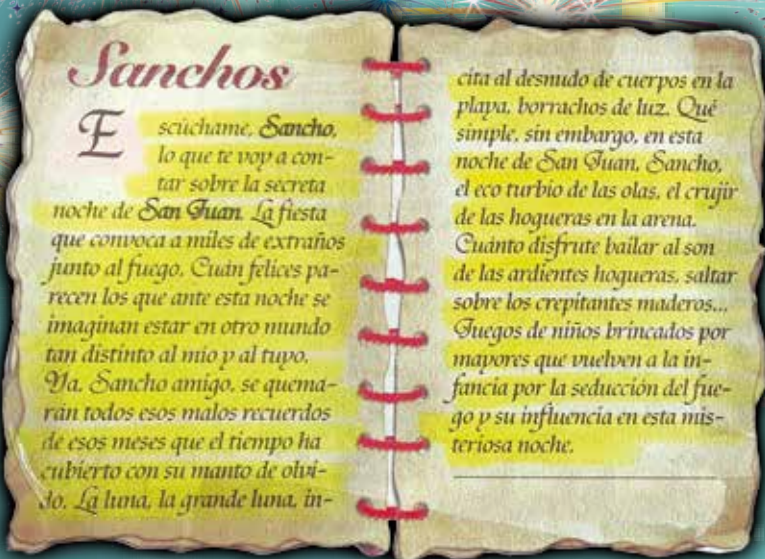 Sanchos
Escúchame, Sancho,
lo que te voy a con-
tar sobre la secreta
noche de San Juan. La fiesta
que convoca a miles de extraños
junto al fuego. Cuán felices pa-
recen los que ante esta noche se
imaginan estar en otro mundo
tan distinto al mío y al tuyo.
Ya, Sancho amigo, se quema-
rán todos esos malos recuerdos
de esos meses que el tiempo ha
cubierto con su manto de olvi-
do. La luna, la grande luna, in-
cita al desnudo de cuerpos en la
playa, borrachos de luz. Qué
simple, sin embargo, en esta
noche de San Juan, Sancho,
el eco turbio de las olas, el crujir
de las hogueras en la arena.
Cuánto disfrute bailar al son
de las ardientes hogueras, saltar
sobre los crepitantes maderos...
Juegos de niños brincados por
mayores que vuelven a la in-
fancia por la seducción del fue-
go y su influencia en esta mis-
teriosa noche.